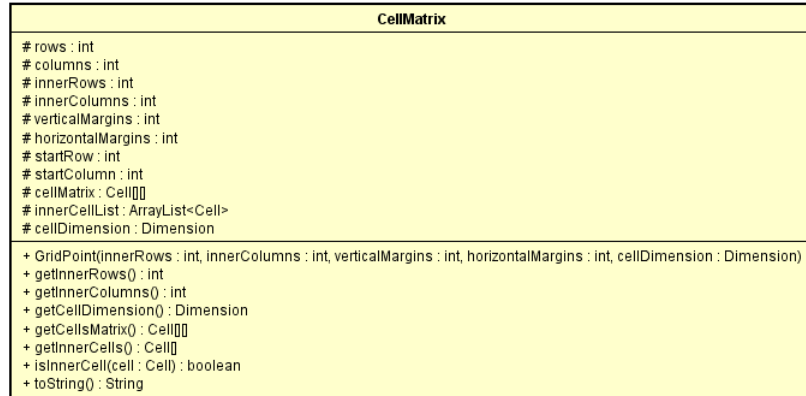 CellMatrix
# rows : int
# columns : int
# innerRows : int
# innerColumns : int
# verticalMargins : int
# horizontalMargins : int
# startRow : int
# startColumn : int
# cellMatrix : Cell[][]
# innerCellList : ArrayList<Cell>
# cellDimension : Dimension
+ GridPoint(innerRows : int, innerColumns : int, verticalMargins : int, horizontalMargins : int, cellDimension : Dimension)
+ getInnerRows() : int
+ getInnerColumns() : int
+ getCellDimension() : Dimension
+ getCellsMatrix() : Cell[][]
+ getInnerCells() : Cell[]
+ isInnerCell(cell : Cell) : boolean
+ toString() : String